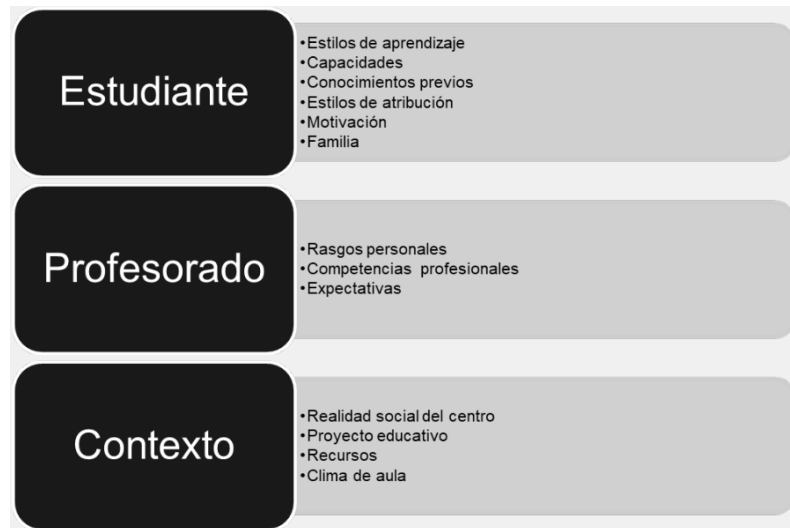 Estudiante
•Estilos de aprendizaje
•Capacidades
•Conocimientos previos
•Estilos de atribución
•Motivación
•Familia
Profesorado
•Rasgos personales
•Competencias profesionales
•Expectativas
Contexto
•Realidad social del centro
•Proyecto educativo
•Recursos
•Clima de aula